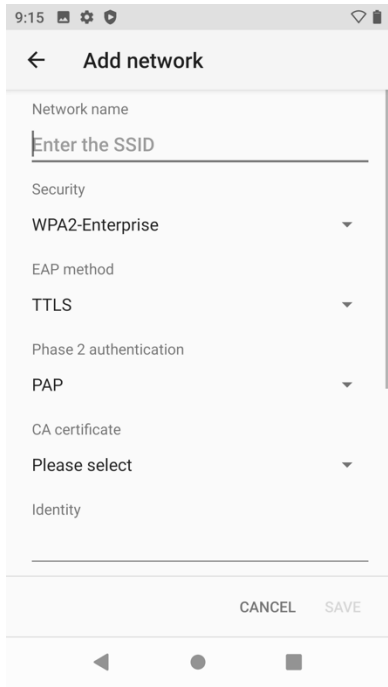 9:15
Add network
Network name
Enter the SSID
Security
WPA2-Enterprise
EAP method
TTLS
Phase 2 authentication
PAP
CA certificate
Please select
Identity
CANCEL SAVE